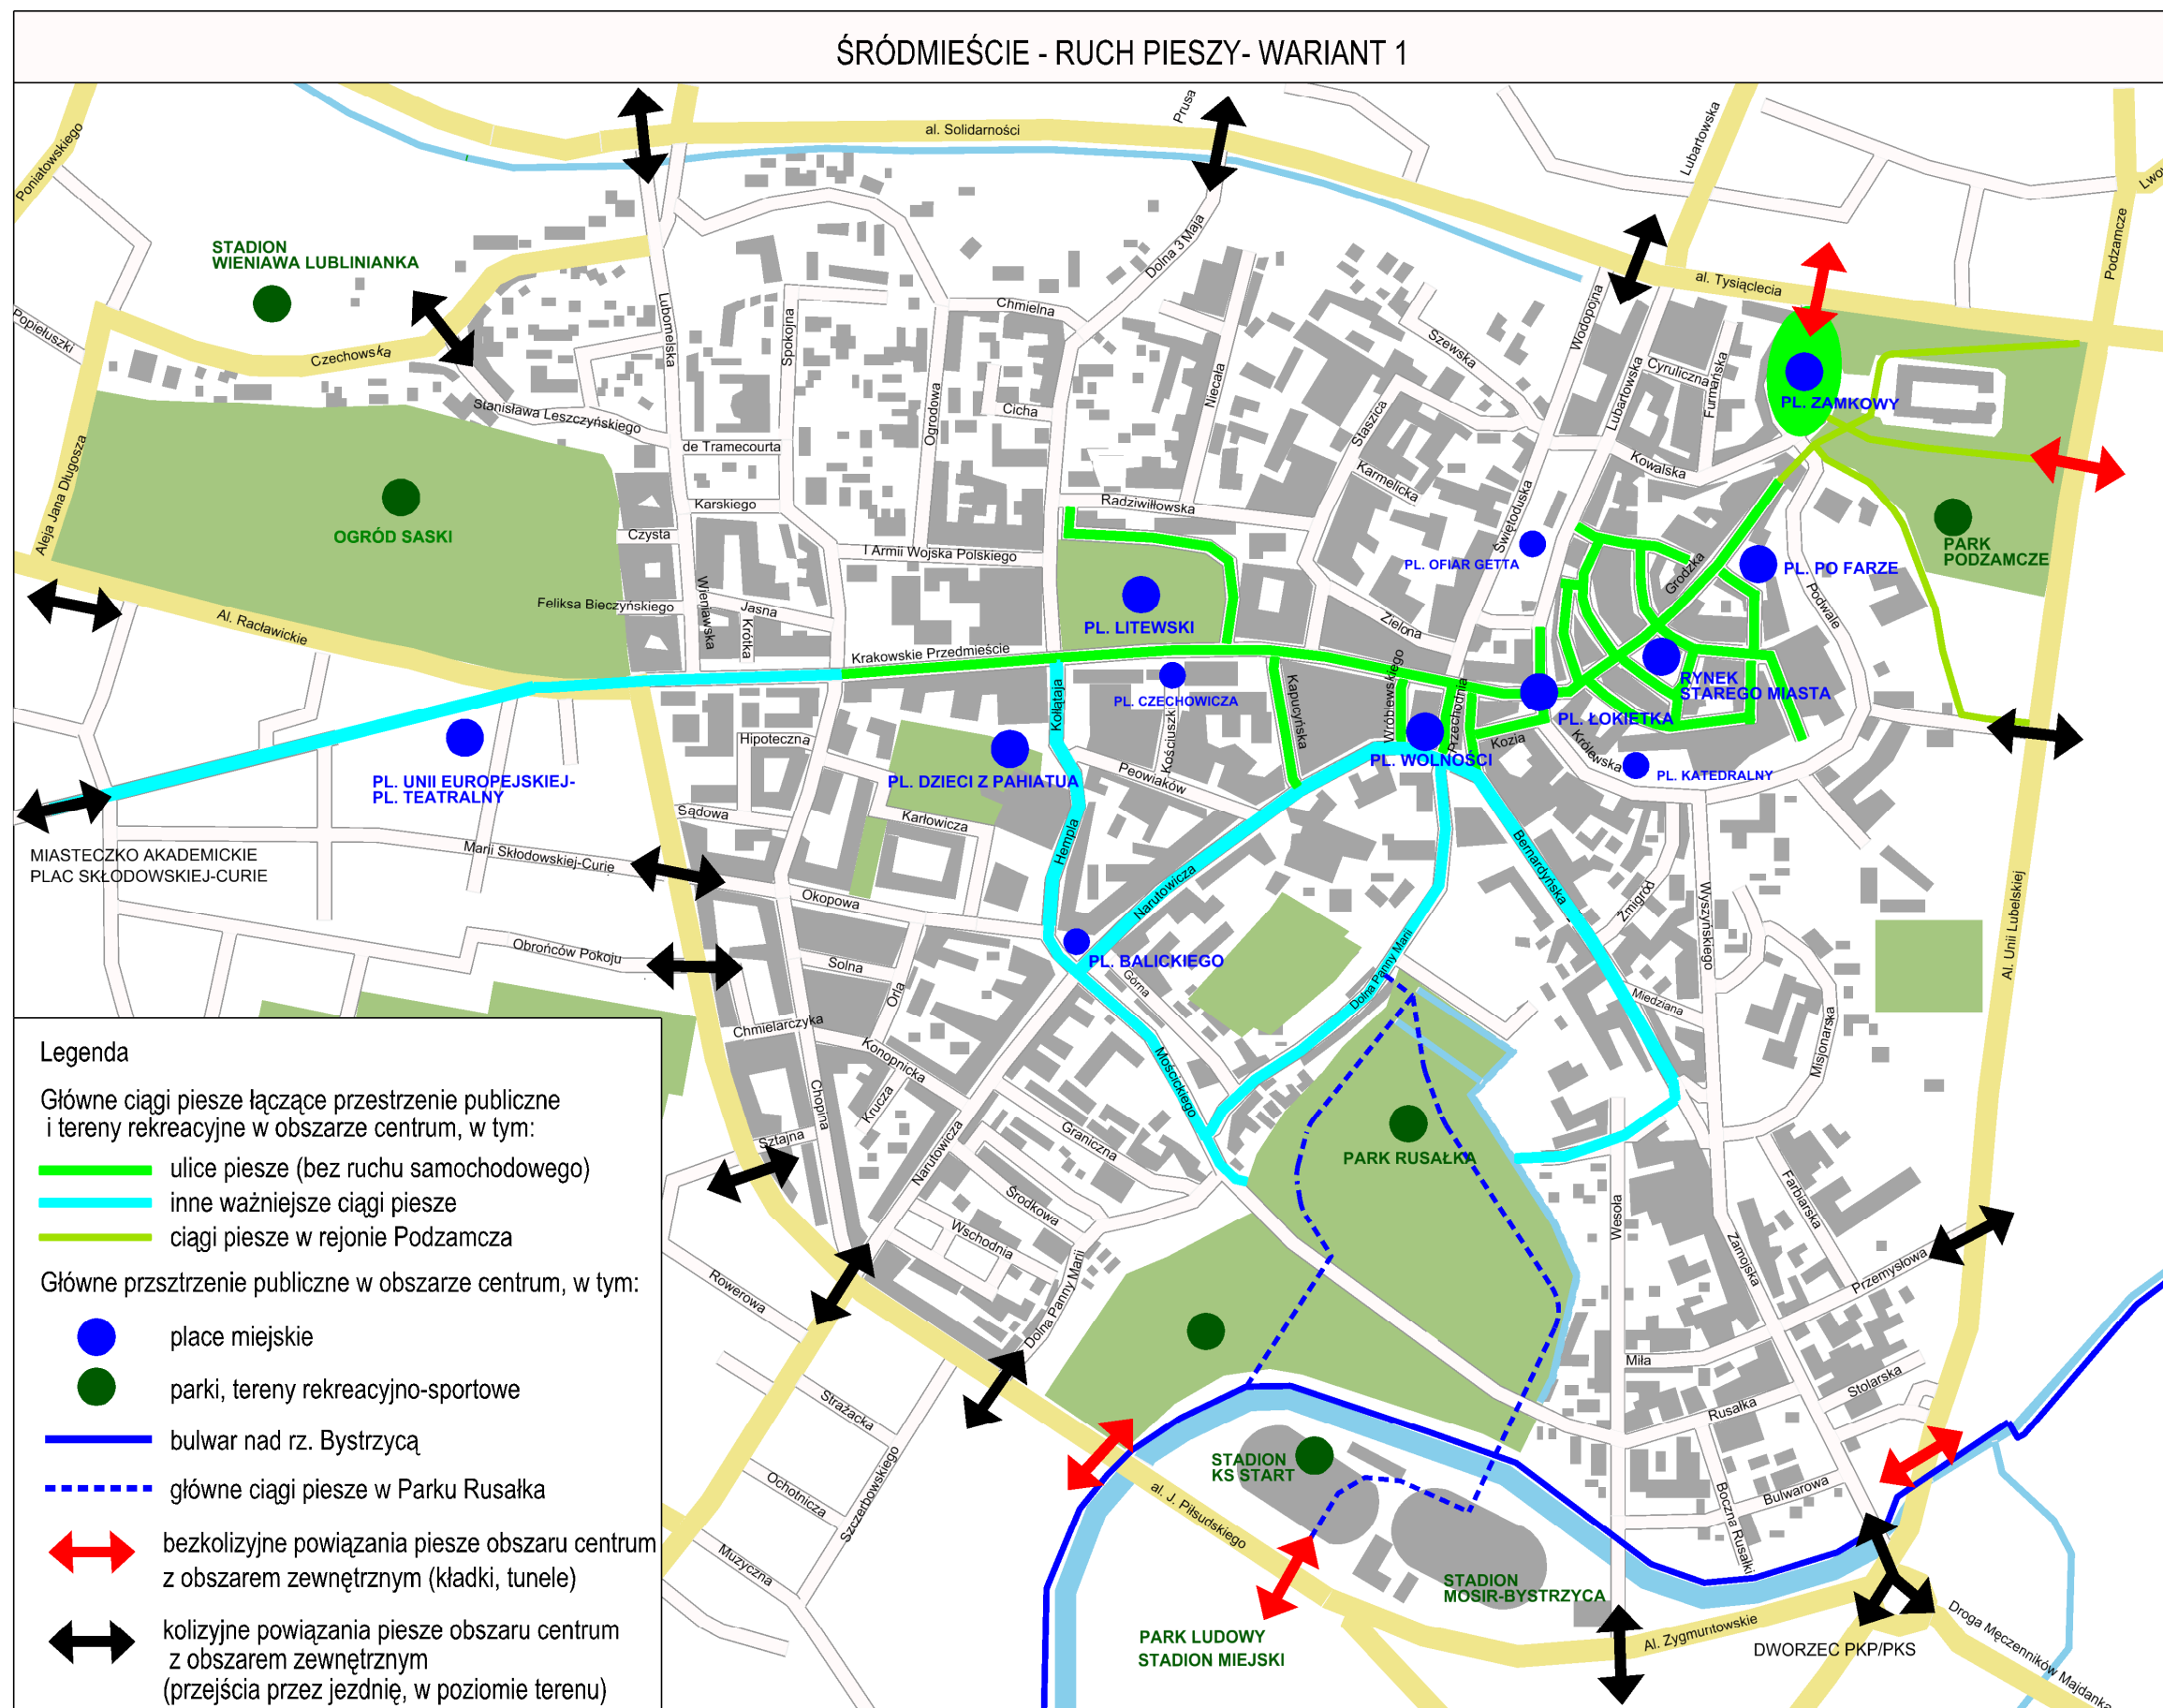 ŚRÓDMIEŚCIE - RUCH PIESZY- WARIANT 1
Poniatowskiego
al. Solidarności
Prusa
Lubartowska
Podzamcze
STADION
WIENIAWA LUBLINIANKA
Popiełuszki
Czechowska
Lubomelska
Spokojna
Chmielna
Dolna 3 Maja
Niecała
Szewska
Wodopojna
al. Tysiąclecia
Cyruliczna
Furmańska
Lubartowska
PL. ZAMKOWY
Stanisława Leszczyńskiego
de Tramecourta
Ogrodowa
Cicha
Staszica
Karmelicka
Kowalska
Aleja Jana Długosza
OGRÓD SASKI
Karskiego
Czysta
Radziwiłłowska
I Armii Wojska Polskiego
Świętoduska
PL. OFIAR GETTA
Grodzka
PL. PO FARZE
PARK
PODZAMCZE
Podwale
Al. Racławickie
Feliksa Bieczyńskiego
Wieniawska
Jasna
Krótka
Krakowskie Przedmieście
PL. LITEWSKI
Zielona
RYNEK
STAREGO MIASTA
PL. UNII EUROPEJSKIEJ-
PL. TEATRALNY
Hipoteczna
Kołłątaja
PL. CZECHOWICZA
Kościuszki
Kapucyńska
Wróblewskiego
Przechodnia
PL. WOLNOŚCI
Kozia
PL. ŁOKIETKA
Królewska
PL. KATEDRALNY
PL. DZIECI Z PAHIATUA
Peowiaków
Sądowa
Karłowicza
Hempla
MIASTECZKO AKADEMICKIE
PLAC SKŁODOWSKIEJ-CURIE
Marii Skłodowskiej-Curie
Okopowa
Narutowicza
Bernardyńska
Żmigród
Wyszyńskiego
Al. Unii Lubelskiej
Obrońców Pokoju
Solna
Orla
PL. BALICKIEGO
Górna
Dolna Panny Marii
Miedziana
Misjonarska
Chmielarczyka
Konopnicka
Krucza
Chopina
Sztajna
Mościckiego
Graniczna
Narutowicza
PARK RUSAŁKA
Środkowa
Wschodnia
Dolna Panny Marii
Wesoła
Farbiarska
Zamojska
Przemysłowa
Rowerowa
Strażacka
Ochotnicza
Szczerbowskiego
Muzyczna
Miła
Rusałka
Stolarska
Bulwarowa
Boczna Rusałki
STADION
KS START
al. J. Piłsudskiego
STADION
MOSIR-BYSTRZYCA
PARK LUDOWY
STADION MIEJSKI
Al. Zygmuntowskie
DWORZEC PKP/PKS
Droga Męczenników Majdanka
Legenda
Główne ciągi piesze łączące przestrzenie publiczne
i tereny rekreacyjne w obszarze centrum, w tym:
ulice piesze (bez ruchu samochodowego)
inne ważniejsze ciągi piesze
ciągi piesze w rejonie Podzamcza
Główne przsztrzenie publiczne w obszarze centrum, w tym:
place miejskie
parki, tereny rekreacyjno-sportowe
bulwar nad rz. Bystrzycą
główne ciągi piesze w Parku Rusałka
bezkolizyjne powiązania piesze obszaru centrum
z obszarem zewnętrznym (kładki, tunele)
kolizyjne powiązania piesze obszaru centrum
z obszarem zewnętrznym
(przejścia przez jezdnię, w poziomie terenu)